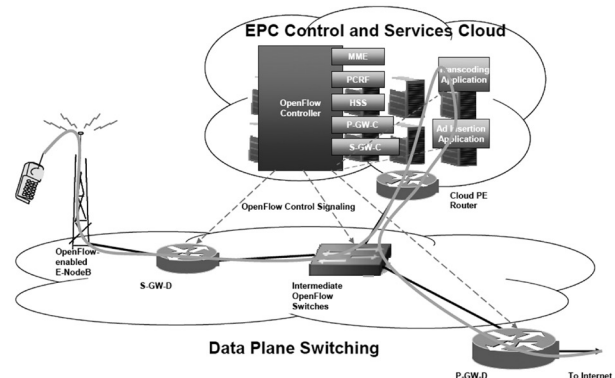 EPC Control and Services Cloud
MME
PCRF
HSS
P-GW-C
S-GW-C
OpenFlow
Controller
Transcoding
Application
Ad Insertion
Application
Cloud PE
Router
OpenFlow Control Signaling
OpenFlow-
enabled
E-NodeB
S-GW-D
Intermediate
OpenFlow
Switches
Data Plane Switching
P-GW-D
To Internet